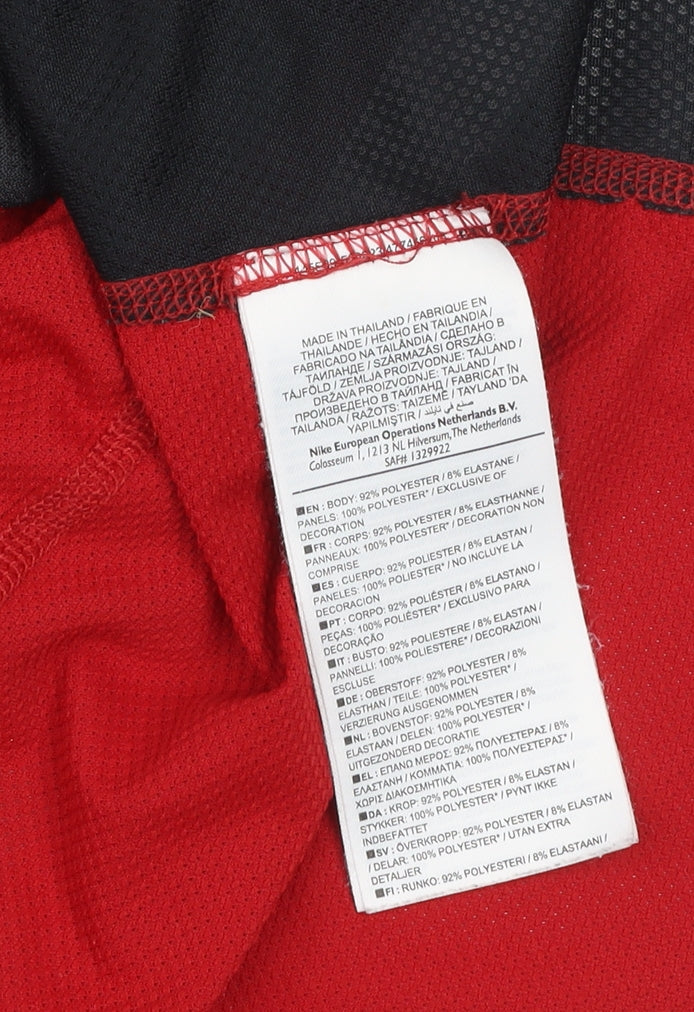 MADE IN THAILAND / FABRIQUE EN
THAILANDE / HECHO EN TAILANDIA /
FABRICADO NA TAILÂNDIA / СДЕЛАНО В
ТАИЛАНДЕ / SZÁRMAZÁSI ORSZÁG:
TÁJFÖLD / ZEMLJA PROIZVODNJE: TAJLAND /
DRŽAVA PROIZVODNJE: TAJLAND /
ПРОИЗВЕДЕНО В ТАЙЛАНД / FABRICAT ÎN
TAILANDA / RAŽOTS: TAIZEMĒ / TAYLAND 'DA
YAPILMIŞTIR / صنع في تايلند
Nike European Operations Netherlands B.V.
Colosseum 1, 1213 NL Hilversum, The Netherlands
SAF# 1329922
EN : BODY: 92% POLYESTER / 8% ELASTANE /
PANELS: 100% POLYESTER* / EXCLUSIVE OF
DECORATION
FR : CORPS: 92% POLYESTER / 8% ELASTHANNE /
PANNEAUX: 100% POLYESTER* / DECORATION NON
COMPRISE
ES : CUERPO: 92% POLIESTER / 8% ELASTAN /
PANELES: 100% POLIESTER* / NO INCLUYE LA
DECORACION
PT : CORPO: 92% POLIÉSTER / 8% ELASTANO /
PEÇAS: 100% POLIÉSTER* / EXCLUSIVO PARA
DECORAÇÃO
IT : BUSTO: 92% POLIESTERE / 8% ELASTAN /
PANNELLI: 100% POLIESTERE* / DECORAZIONI
ESCLUSE
DE : OBERSTOFF: 92% POLYESTER / 8%
ELASTHAN / TEILE: 100% POLYESTER* /
VERZIERUNG AUSGENOMMEN
NL : BOVENSTOF: 92% POLYESTER / 8%
ELASTAAN / DELEN: 100% POLYESTER* /
UITGEZONDERD DECORATIE
EL : ΕΠΑΝΩ ΜΕΡΟΣ: 92% ΠΟΛΥΕΣΤΕΡΑΣ / 8%
ΕΛΑΣΤΑΝΗ / ΚΟΜΜΑΤΙΑ: 100% ΠΟΛΥΕΣΤΕΡΑΣ* /
ΧΩΡΙΣ ΔΙΑΚΟΣΜΗΤΙΚΑ
DA : KROP: 92% POLYESTER / 8% ELASTAN /
STYKKER: 100% POLYESTER* / PYNT IKKE
INDBEFATTET
SV : ÖVERKROPP: 92% POLYESTER / 8% ELASTAN
/ DELAR: 100% POLYESTER* / UTAN EXTRA
DETALJER
FI : RUNKO: 92% POLYESTERI / 8% ELASTAANI /